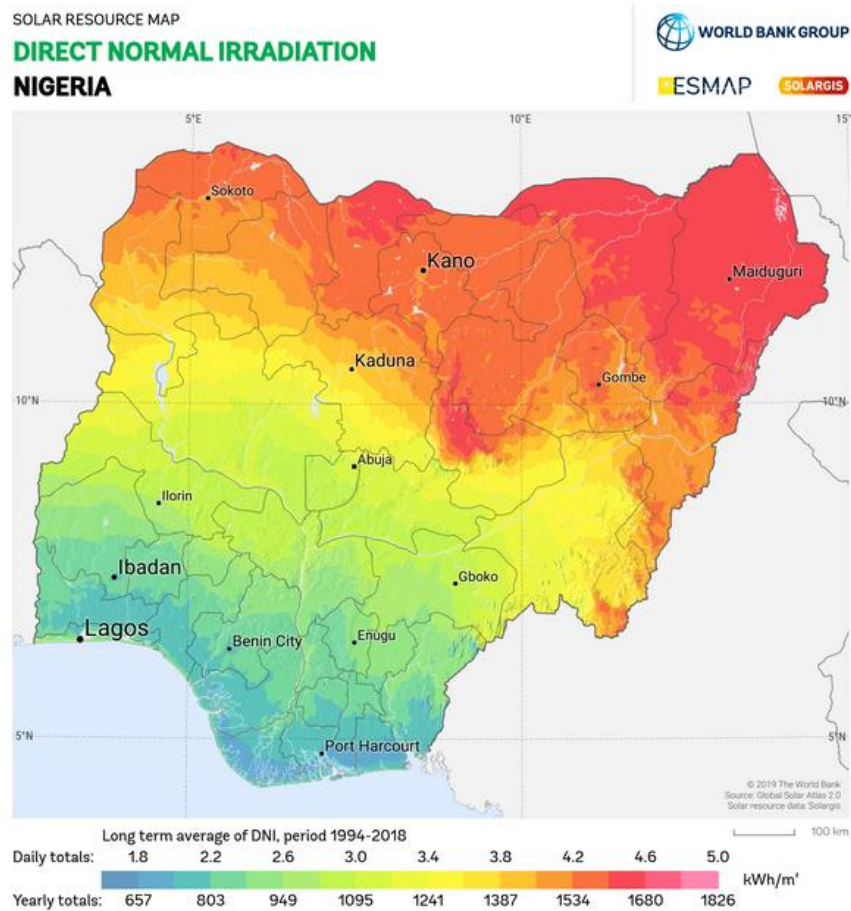 SOLAR RESOURCE MAP
DIRECT NORMAL IRRADIATION
NIGERIA
WORLD BANK GROUP
ESMAP SOLARGIS
5°E 10°E 15°
Sokoto
Kano
Maiduguri
Kaduna
Gombe
10°N 10°N
Abuja
Ilorin
Ibadan
Gboko
Lagos
Benin City
Enugu
5°N 5°N
Port Harcourt
© 2019 The World Bank
Source: Global Solar Atlas 2.0
Solar resource data: Solargis
Long term average of DNI, period 1994-2018
100 km
Daily totals: 1.8 2.2 2.6 3.0 3.4 3.8 4.2 4.6 5.0
kWh/m²
Yearly totals: 657 803 949 1095 1241 1387 1534 1680 1826